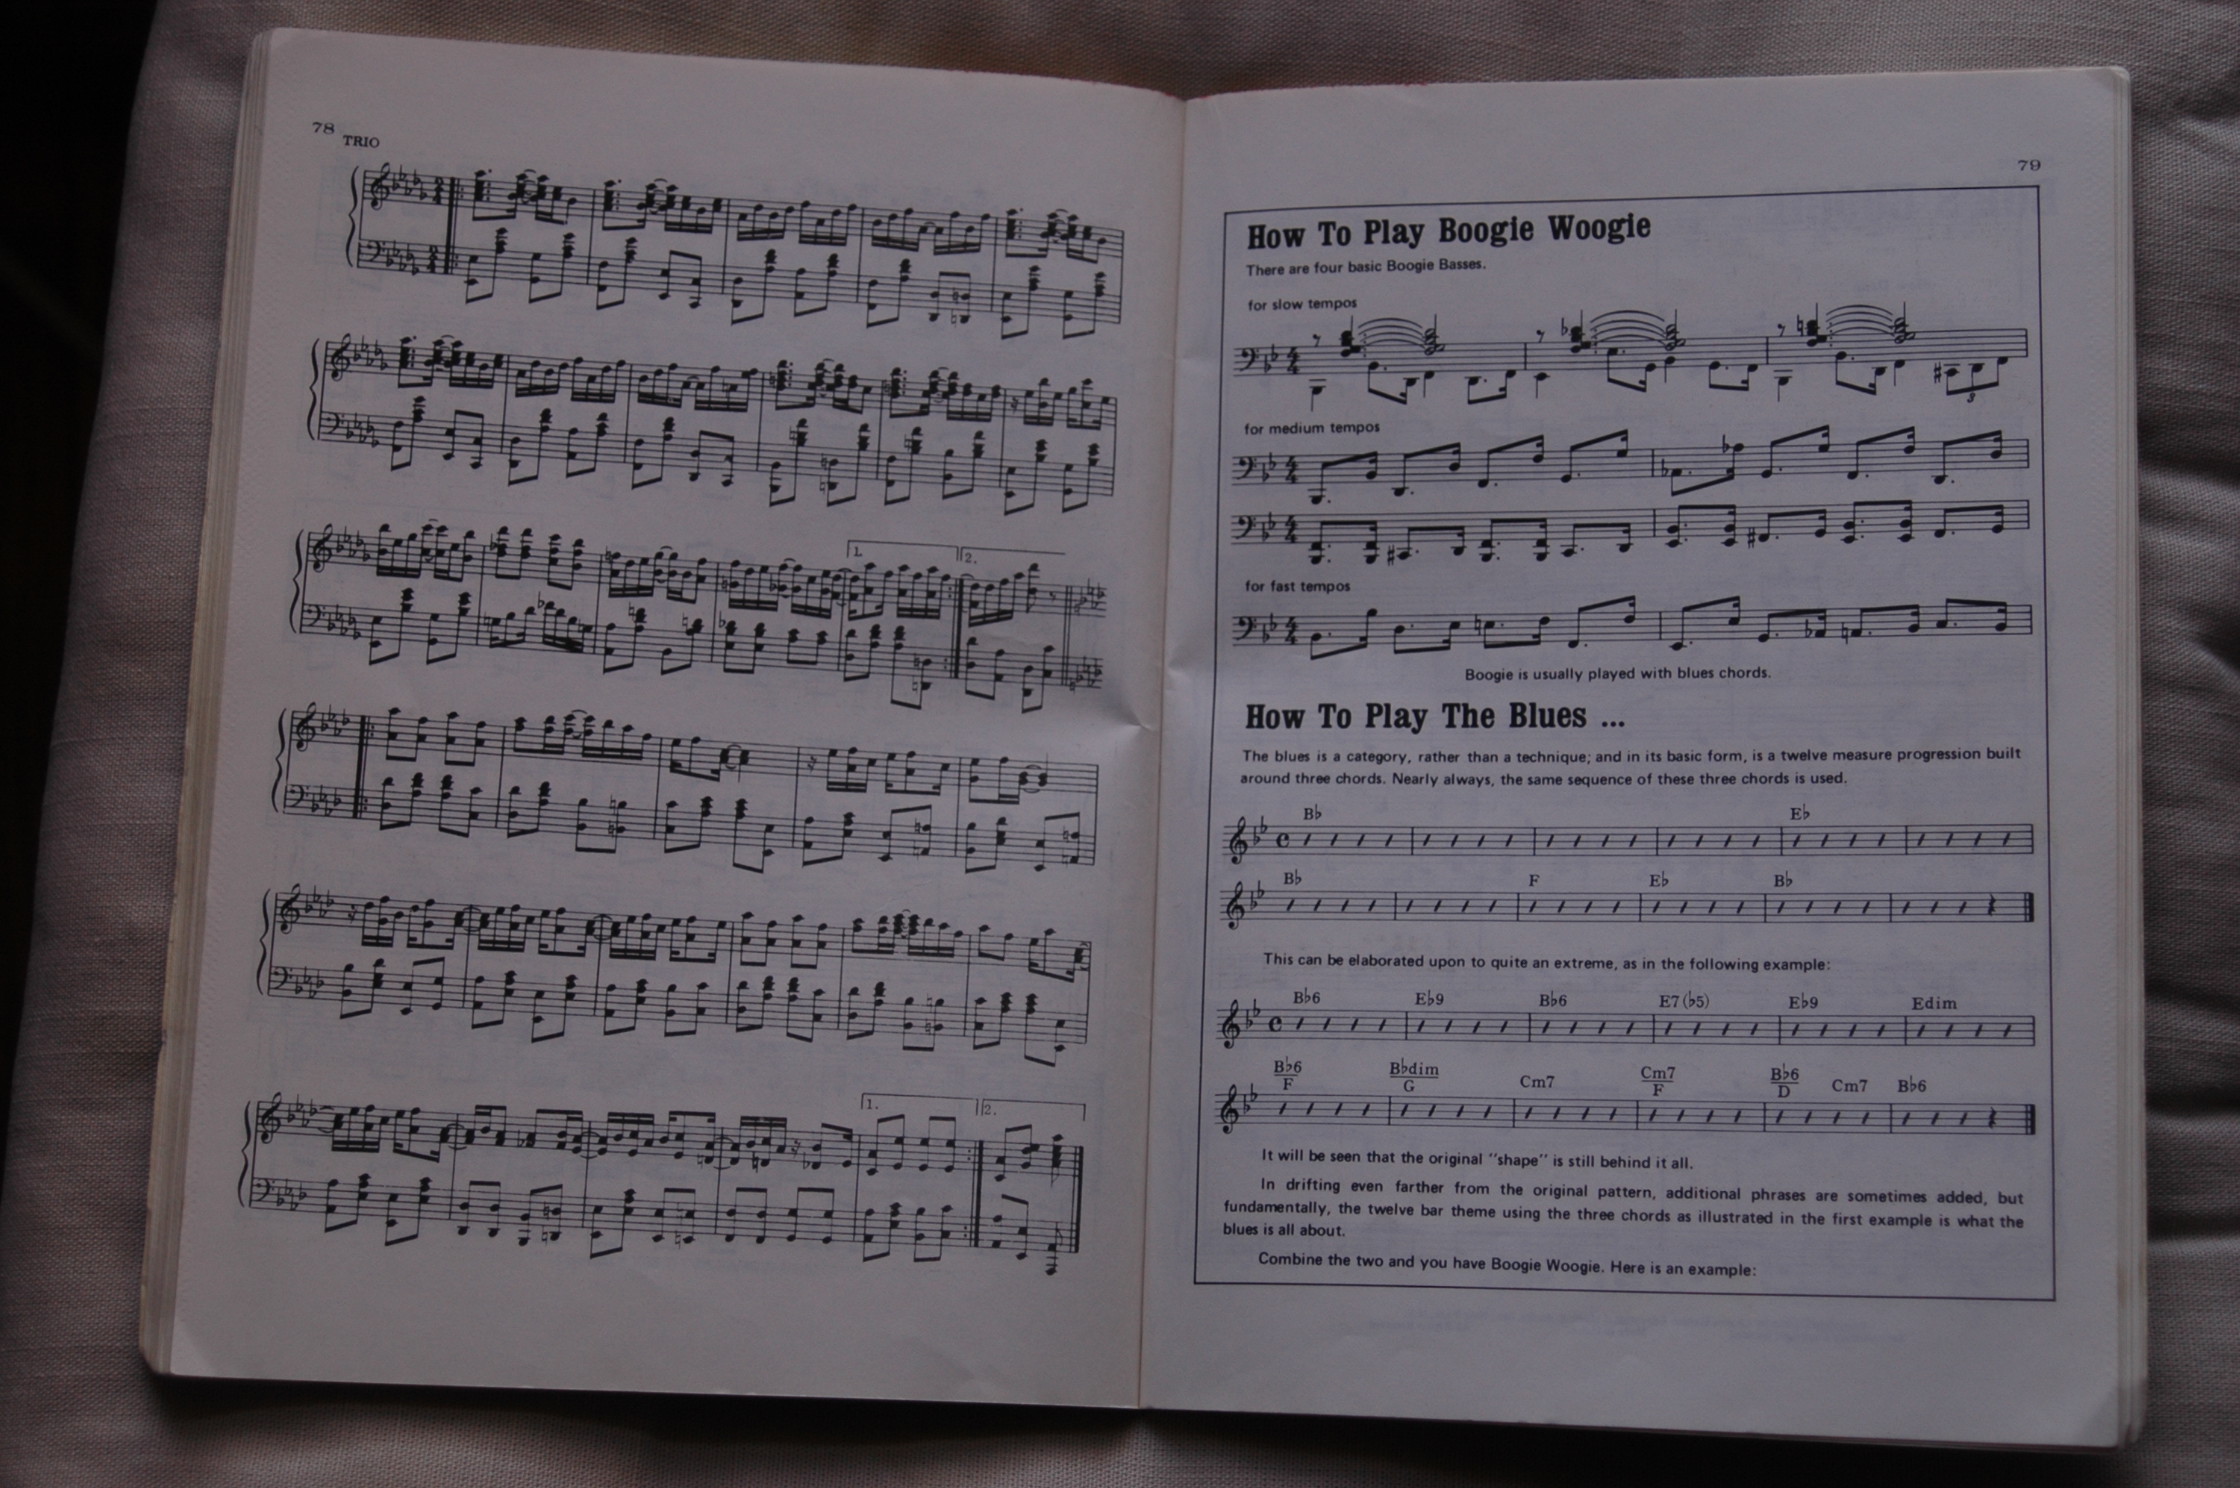 78
TRIO
1.
2.
1.
2.
79
How To Play Boogie Woogie
There are four basic Boogie Basses.
for slow tempos
3
for medium tempos
for fast tempos
Boogie is usually played with blues chords.
How To Play The Blues ...
The blues is a category, rather than a technique; and in its basic form, is a twelve measure progression built
around three chords. Nearly always, the same sequence of these three chords is used.
B♭ E♭
B♭ F E♭ B♭
This can be elaborated upon to quite an extreme, as in the following example:
B♭6 E♭9 B♭6 E7(♭5) E♭9 Edim
B♭6/F B♭dim/G Cm7 Cm7/F B♭6/D Cm7 B♭6
It will be seen that the original "shape" is still behind it all.
In drifting even farther from the original pattern, additional phrases are sometimes added, but
fundamentally, the twelve bar theme using the three chords as illustrated in the first example is what the
blues is all about.
Combine the two and you have Boogie Woogie. Here is an example: